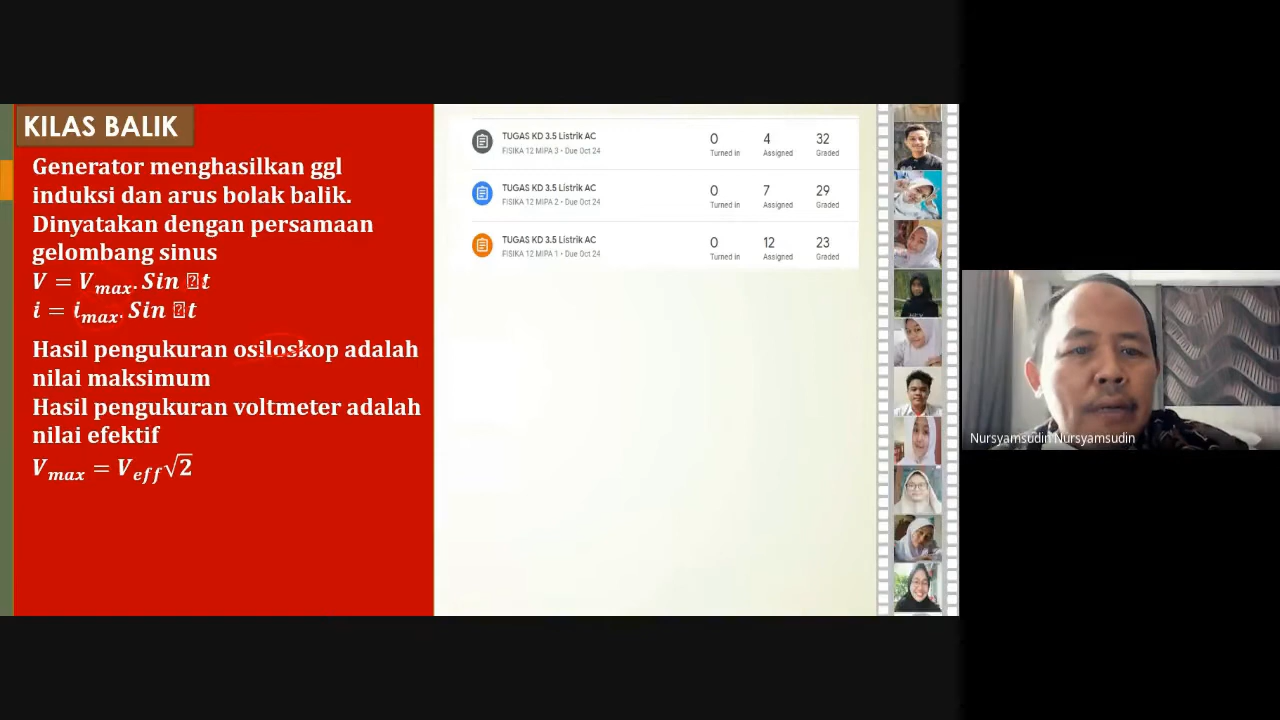 KILAS BALIK
Generator menghasilkan ggl
induksi dan arus bolak balik.
Dinyatakan dengan persamaan
gelombang sinus
V = Vmax. Sin ⍰t
i = imax. Sin ⍰t
Hasil pengukuran osiloskop adalah
nilai maksimum
Hasil pengukuran voltmeter adalah
nilai efektif
Vmax = Veff√2
TUGAS KD 3.5 Listrik AC 0 4 32
FISIKA 12 MIPA 3 • Due Oct 24 Turned in Assigned Graded
TUGAS KD 3.5 Listrik AC 0 7 29
FISIKA 12 MIPA 2 • Due Oct 24 Turned in Assigned Graded
TUGAS KD 3.5 Listrik AC 0 12 23
FISIKA 12 MIPA 1 • Due Oct 24 Turned in Assigned Graded
Nursyamsudin Nursyamsudin